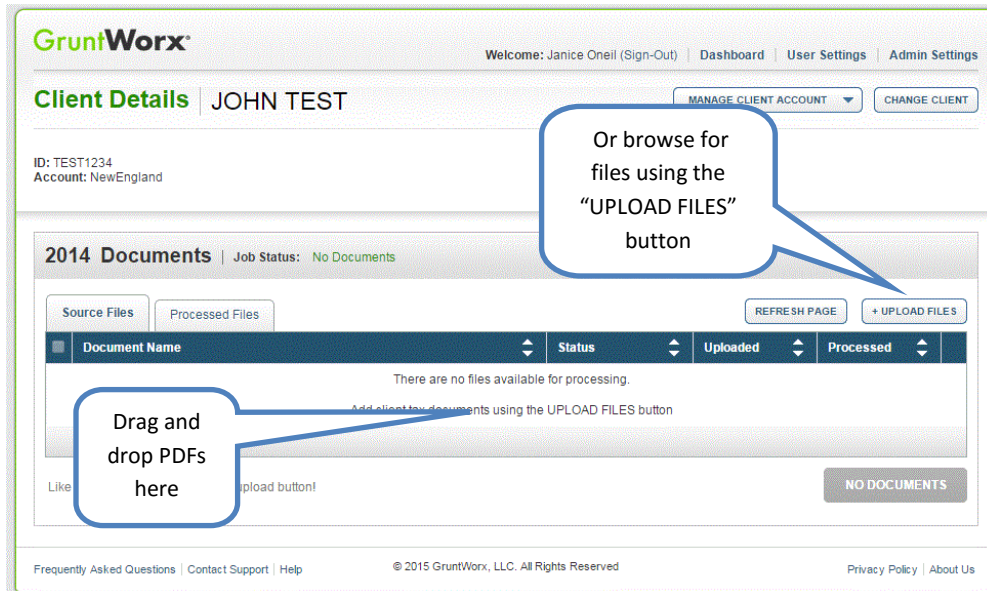 GruntWorx
Welcome: Janice Oneil (Sign-Out) | Dashboard | User Settings | Admin Settings
Client Details | JOHN TEST
MANAGE CLIENT ACCOUNT
CHANGE CLIENT
Or browse for
files using the
“UPLOAD FILES”
button
ID: TEST1234
Account: NewEngland
2014 Documents | Job Status: No Documents
Source Files
Processed Files
REFRESH PAGE
+ UPLOAD FILES
Document Name
Status
Uploaded
Processed
There are no files available for processing.
Add client tax documents using the UPLOAD FILES button
Drag and
drop PDFs
here
Like
upload button!
NO DOCUMENTS
Frequently Asked Questions | Contact Support | Help
© 2015 GruntWorx, LLC. All Rights Reserved
Privacy Policy | About Us